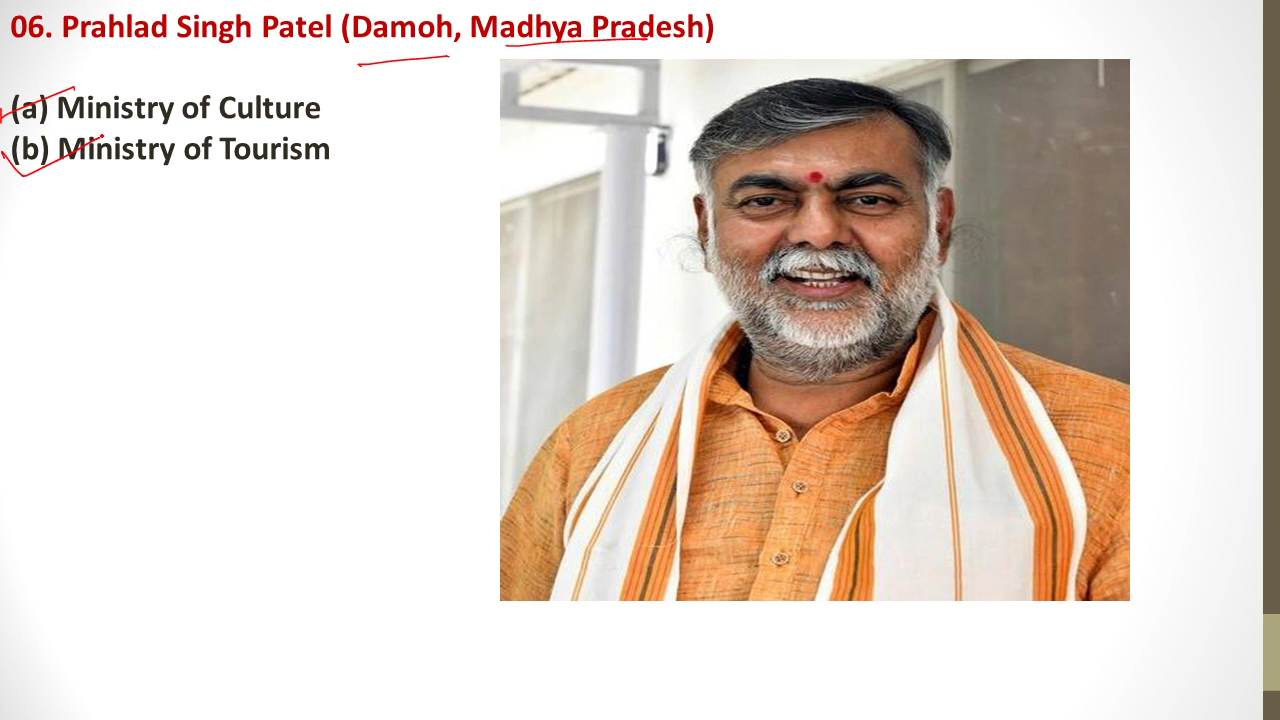 06. Prahlad Singh Patel (Damoh, Madhya Pradesh)
(a) Ministry of Culture
(b) Ministry of Tourism